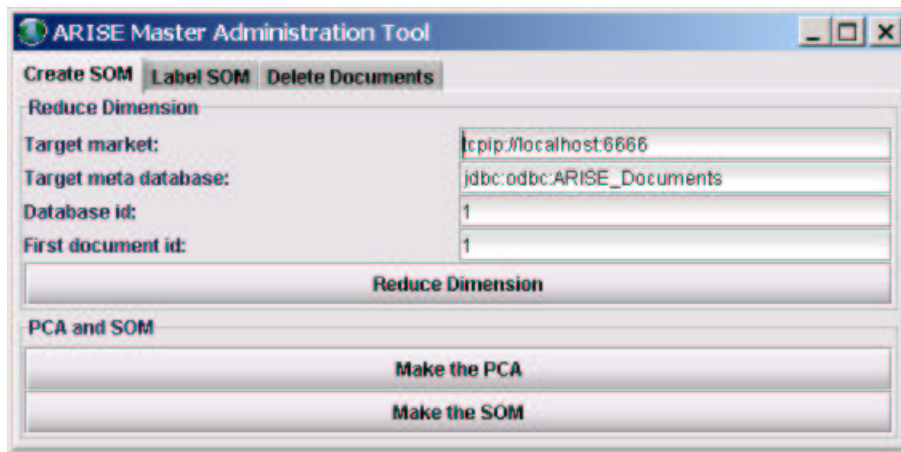 ARISE Master Administration Tool
Create SOM Label SOM Delete Documents
Reduce Dimension
Target market: tcpip://localhost:6666
Target meta database: jdbc:odbc:ARISE_Documents
Database id: 1
First document id: 1
Reduce Dimension
PCA and SOM
Make the PCA
Make the SOM